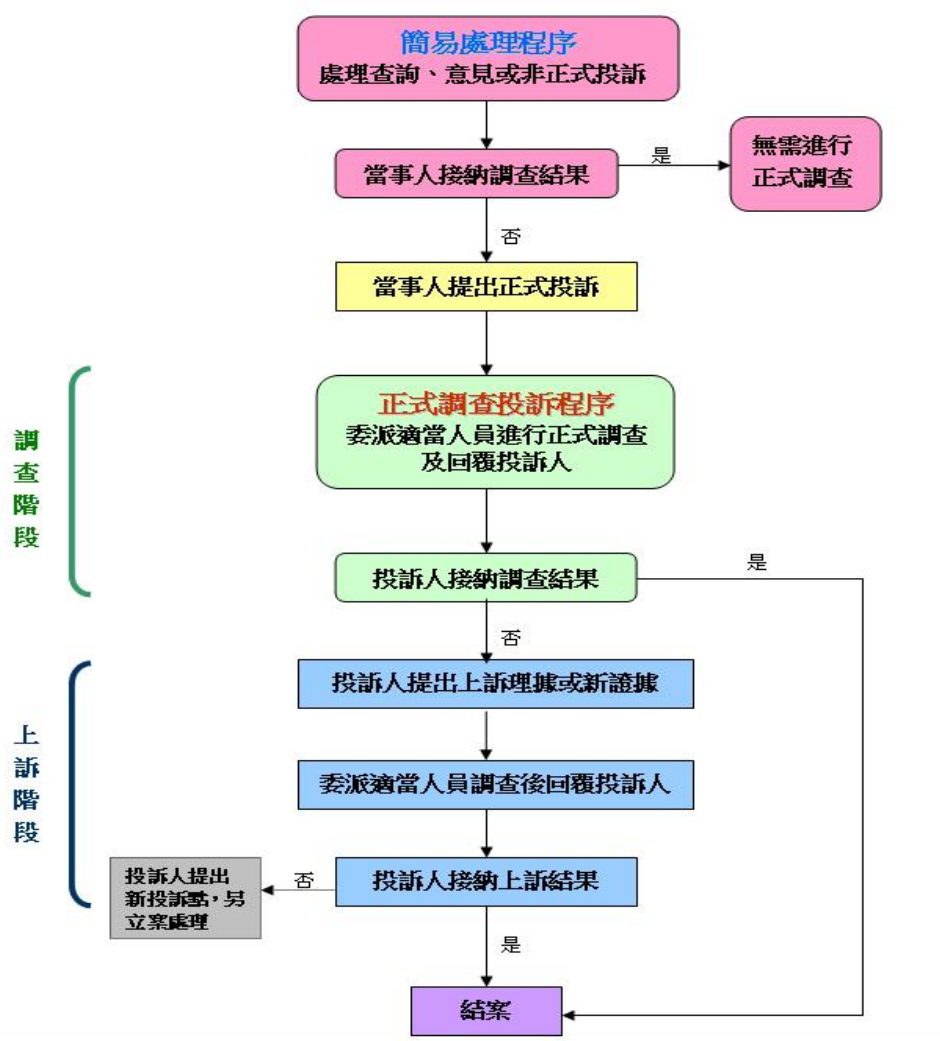 簡易處理程序
處理查詢、意見或非正式投訴
當事人接納調查結果
是
無需進行
正式調查
否
當事人提出正式投訴
調
查
階
段
正式調查投訴程序
委派適當人員進行正式調查
及回覆投訴人
投訴人接納調查結果
是
否
上
訴
階
段
投訴人提出上訴理據或新證據
委派適當人員調查後回覆投訴人
投訴人接納上訴結果
否
投訴人提出
新投訴點，另
立案處理
是
結案